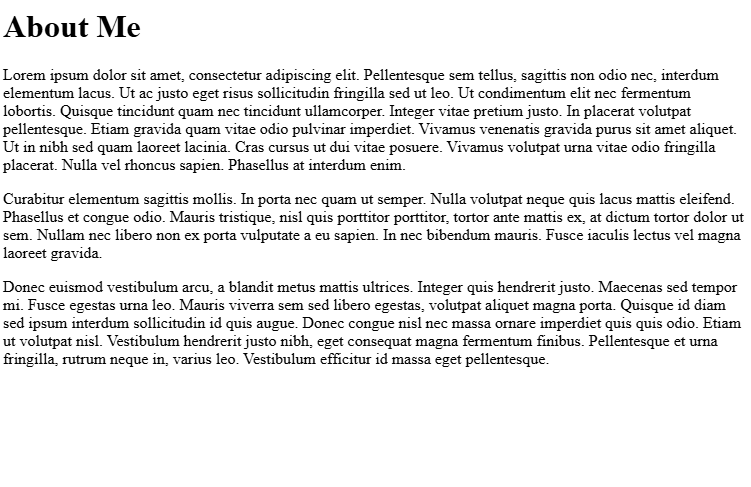 About Me
Lorem ipsum dolor sit amet, consectetur adipiscing elit. Pellentesque sem tellus, sagittis non odio nec, interdum
elementum lacus. Ut ac justo eget risus sollicitudin fringilla sed ut leo. Ut condimentum elit nec fermentum
lobortis. Quisque tincidunt quam nec tincidunt ullamcorper. Integer vitae pretium justo. In placerat volutpat
pellentesque. Etiam gravida quam vitae odio pulvinar imperdiet. Vivamus venenatis gravida purus sit amet aliquet.
Ut in nibh sed quam laoreet lacinia. Cras cursus ut dui vitae posuere. Vivamus volutpat urna vitae odio fringilla
placerat. Nulla vel rhoncus sapien. Phasellus at interdum enim.
Curabitur elementum sagittis mollis. In porta nec quam ut semper. Nulla volutpat neque quis lacus mattis eleifend.
Phasellus et congue odio. Mauris tristique, nisl quis porttitor porttitor, tortor ante mattis ex, at dictum tortor dolor ut
sem. Nullam nec libero non ex porta vulputate a eu sapien. In nec bibendum mauris. Fusce iaculis lectus vel magna
laoreet gravida.
Donec euismod vestibulum arcu, a blandit metus mattis ultrices. Integer quis hendrerit justo. Maecenas sed tempor
mi. Fusce egestas urna leo. Mauris viverra sem sed libero egestas, volutpat aliquet magna porta. Quisque id diam
sed ipsum interdum sollicitudin id quis augue. Donec congue nisl nec massa ornare imperdiet quis quis odio. Etiam
ut volutpat nisl. Vestibulum hendrerit justo nibh, eget consequat magna fermentum finibus. Pellentesque et urna
fringilla, rutrum neque in, varius leo. Vestibulum efficitur id massa eget pellentesque.